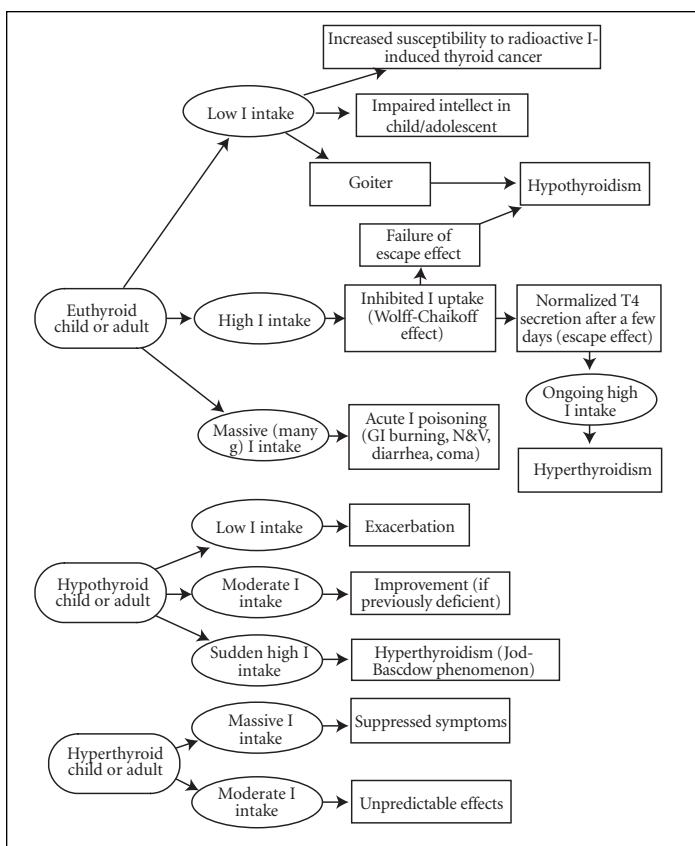 Increased susceptibility to radioactive I-
induced thyroid cancer
Low I intake
Impaired intellect in
child/adolescent
Goiter
Hypothyroidism
Failure of
escape effect
Euthyroid
child or adult
High I intake
Inhibited I uptake
(Wolff-Chaikoff
effect)
Normalized T4
secretion after a few
days (escape effect)
Ongoing high
I intake
Massive (many
g) I intake
Acute I poisoning
(GI burning, N&V,
diarrhea, coma)
Hyperthyroidism
Low I intake
Exacerbation
Hypothyroid
child or adult
Moderate I
intake
Improvement (if
previously deficient)
Sudden high I
intake
Hyperthyroidism (Jod-
Bascdow phenomenon)
Massive I
intake
Suppressed symptoms
Hyperthyroid
child or adult
Moderate I
intake
Unpredictable effects